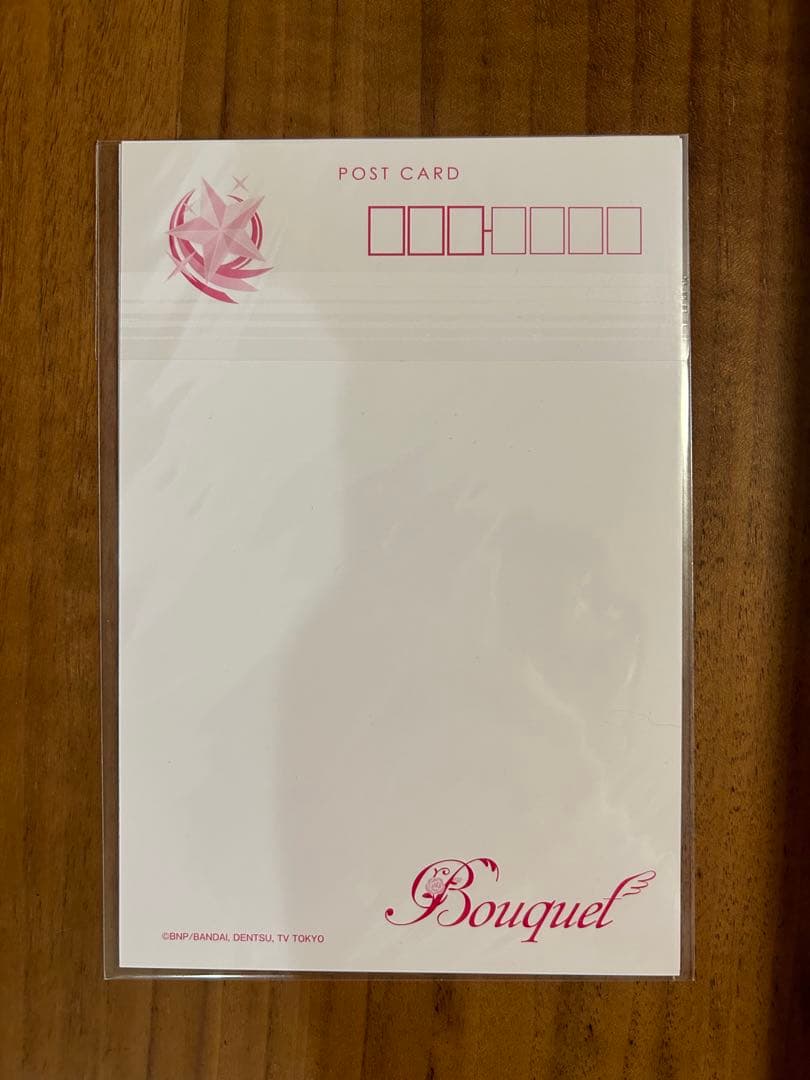 POST CARD
Bouquet
©BNP/BANDAI, DENTSU, TV TOKYO